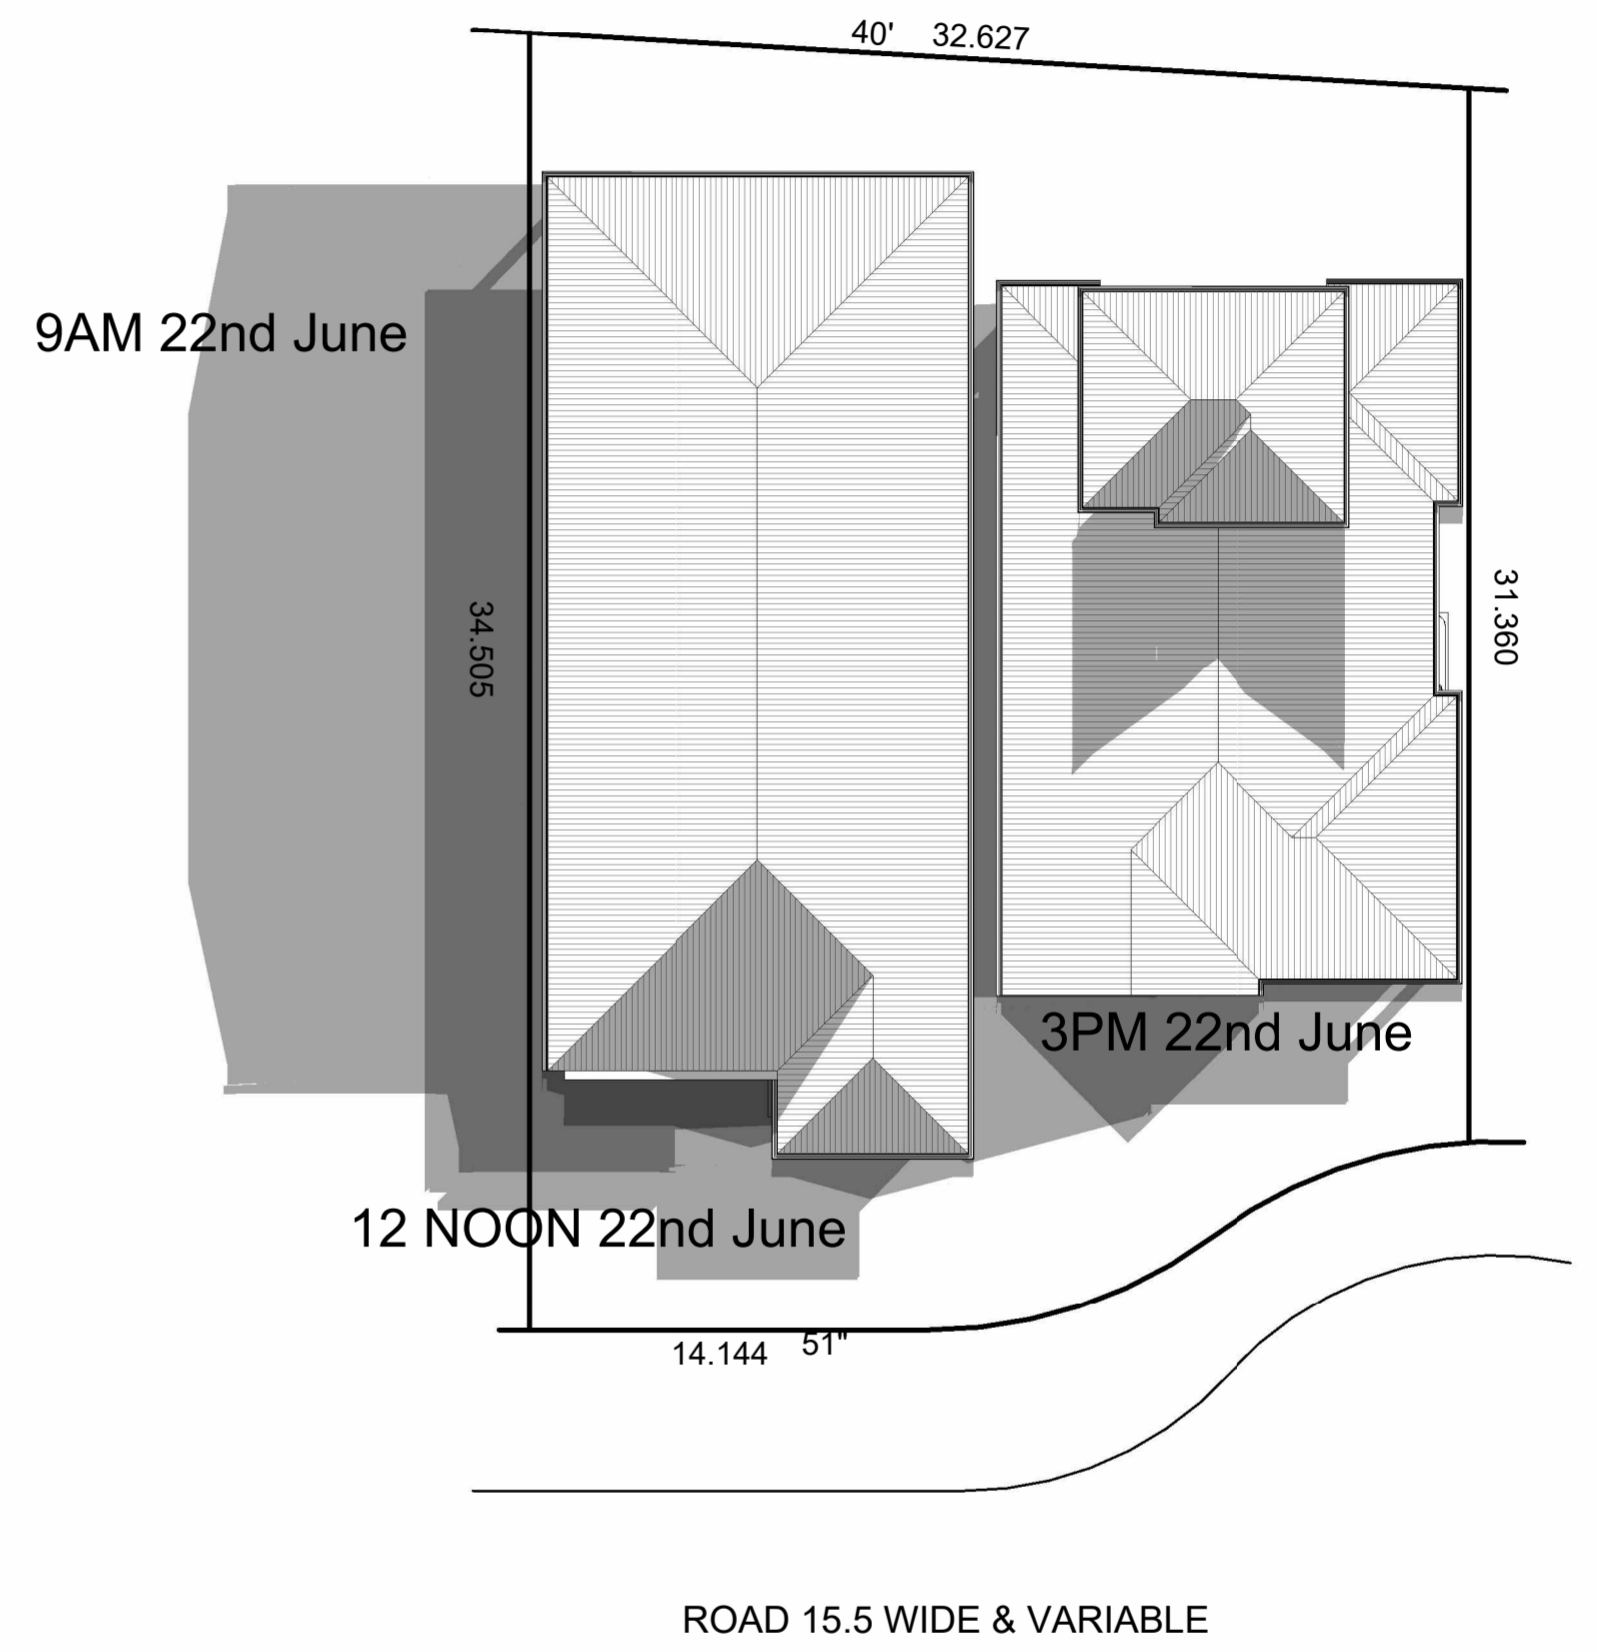 40' 32.627
9AM 22nd June
34.505
31.360
3PM 22nd June
12 NOON 22nd June
14.144 51"
ROAD 15.5 WIDE & VARIABLE